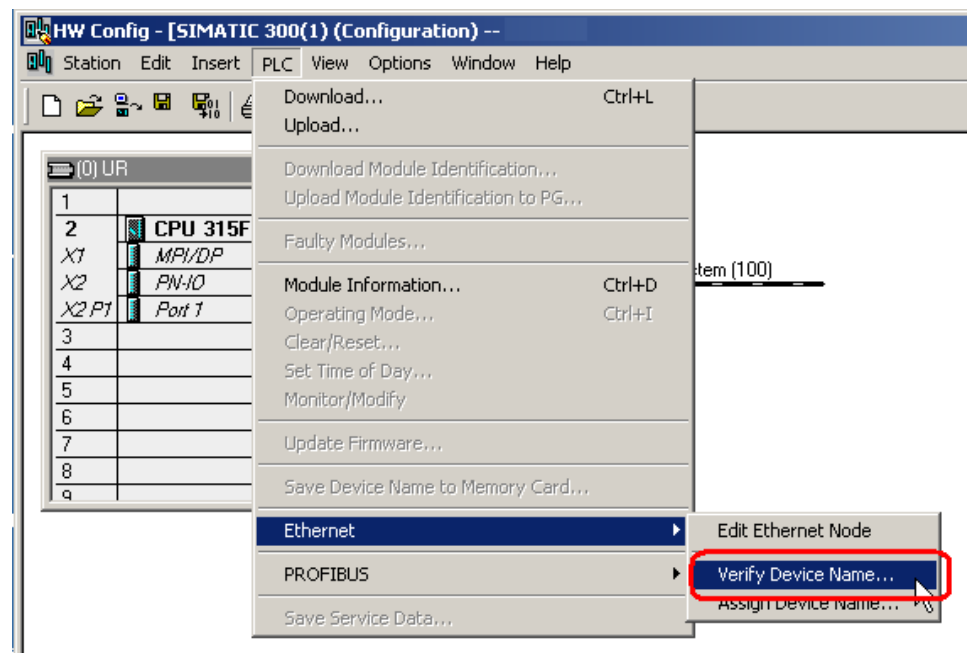 HW Config - [SIMATIC 300(1) (Configuration) --
Station Edit Insert PLC View Options Window Help
Download... Ctrl+L
Upload...
Download Module Identification...
Upload Module Identification to PG...
Faulty Modules...
Module Information... Ctrl+D
Operating Mode... Ctrl+I
Clear/Reset...
Set Time of Day...
Monitor/Modify
Update Firmware...
Save Device Name to Memory Card...
Ethernet
PROFIBUS
Save Service Data...
Edit Ethernet Node
Verify Device Name...
Assign Device Name...
(0) UR
1
2 CPU 315F
X1 MPI/DP
X2 PN-IO
X2 P1 Port 1
3
4
5
6
7
8
9
stem (100)